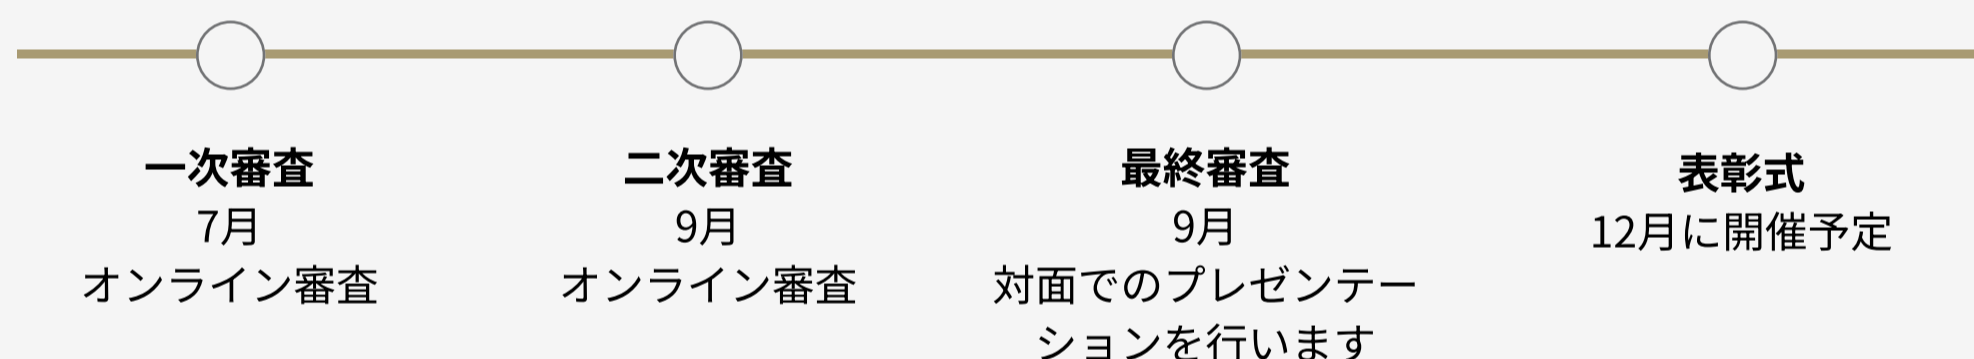 一次審査
7月
オンライン審査
二次審査
9月
オンライン審査
最終審査
9月
対面でのプレゼンテー
ションを行います
表彰式
12月に開催予定